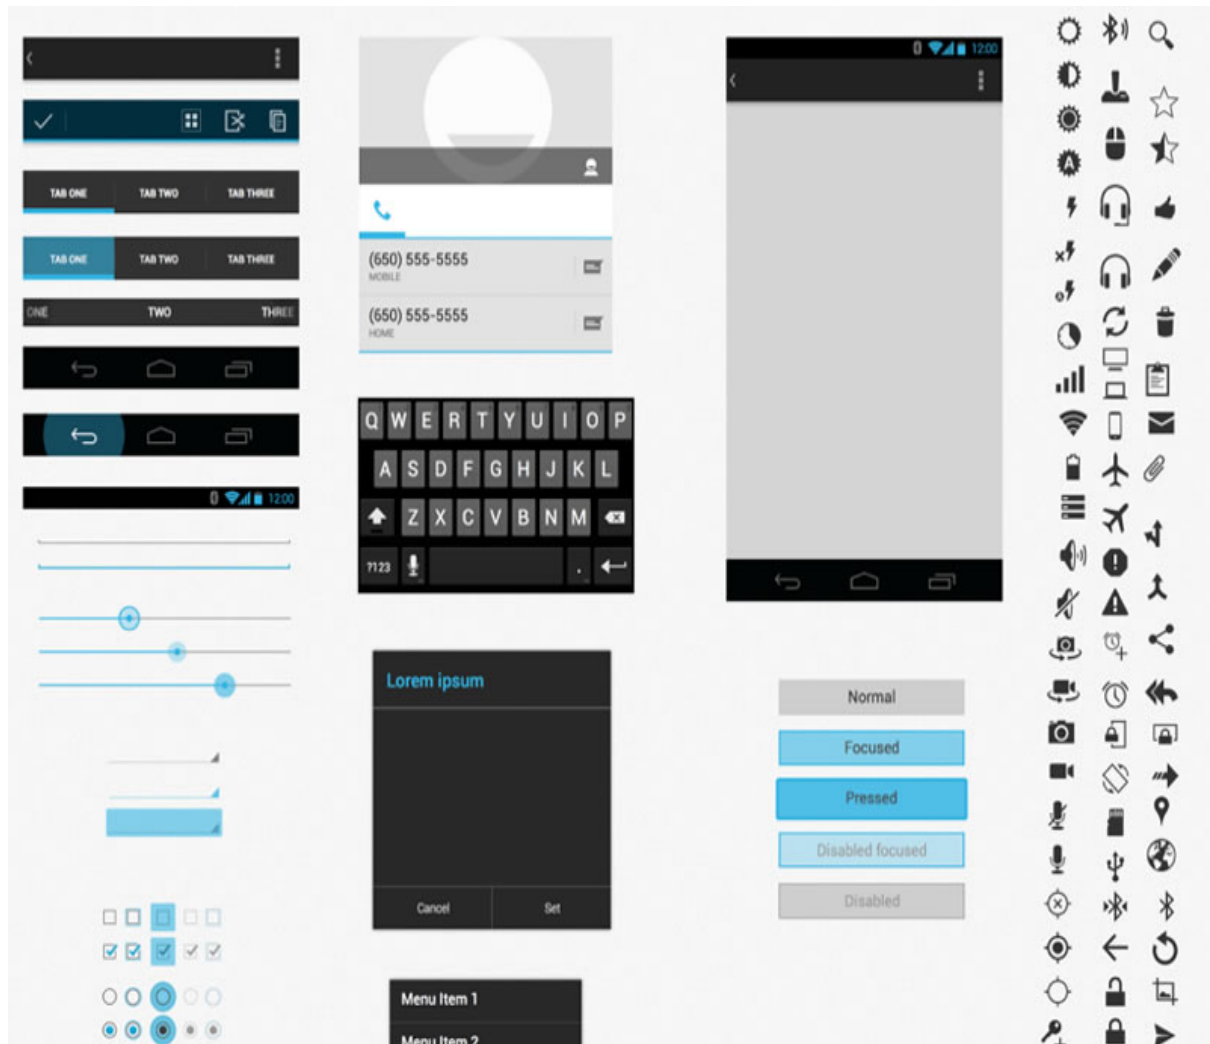 TAB ONE TAB TWO TAB THREE
TAB ONE TAB TWO TAB THREE
ONE TWO THREE
12:00
(650) 555-5555
MOBILE
(650) 555-5555
HOME
Q W E R T Y U I O P
A S D F G H J K L
Z X C V B N M
?123 .
Lorem ipsum
Cancel Set
Menu Item 1
Menu Item 2
12:00
Normal
Focused
Pressed
Disabled focused
Disabled
A